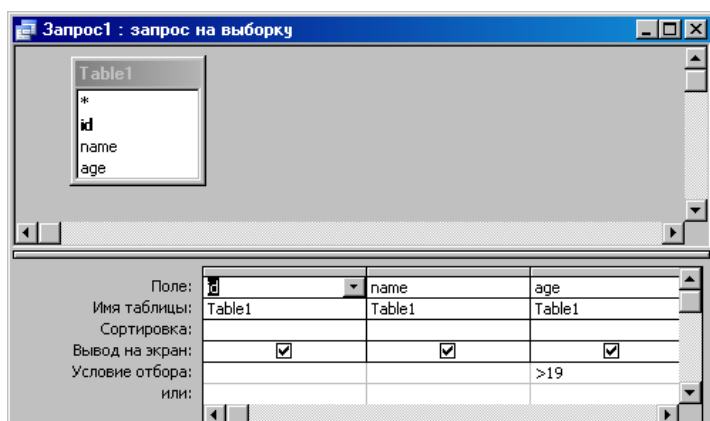 Запрос1 : запрос на выборку
Table1
*
id
name
age
Поле: id name age
Имя таблицы: Table1 Table1 Table1
Сортировка:
Вывод на экран:
Условие отбора: >19
или: